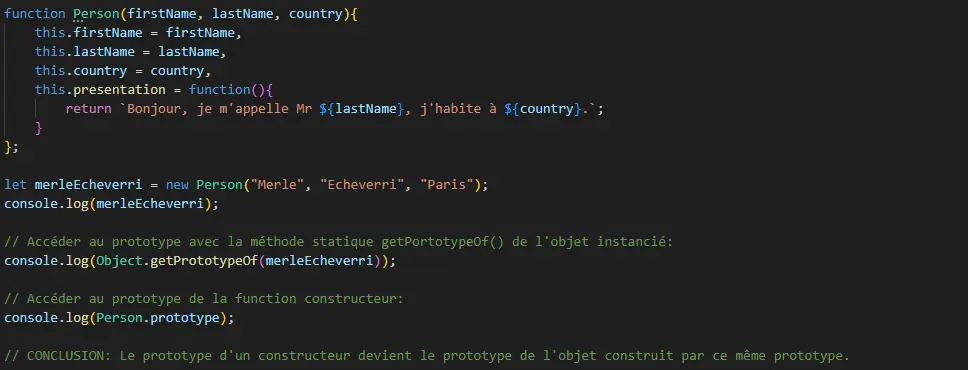 function Person(firstName, lastName, country){
    this.firstName = firstName,
    this.lastName = lastName,
    this.country = country,
    this.presentation = function(){
        return `Bonjour, je m'appelle Mr ${lastName}, j'habite à ${country}.`;
    }
};
let merleEcheverri = new Person("Merle", "Echeverri", "Paris");
console.log(merleEcheverri);
// Accéder au prototype avec la méthode statique getPortotypeOf() de l'objet instancié:
console.log(Object.getPrototypeOf(merleEcheverri));
// Accéder au prototype de la function constructeur:
console.log(Person.prototype);
// CONCLUSION: Le prototype d'un constructeur devient le prototype de l'objet construit par ce même prototype.